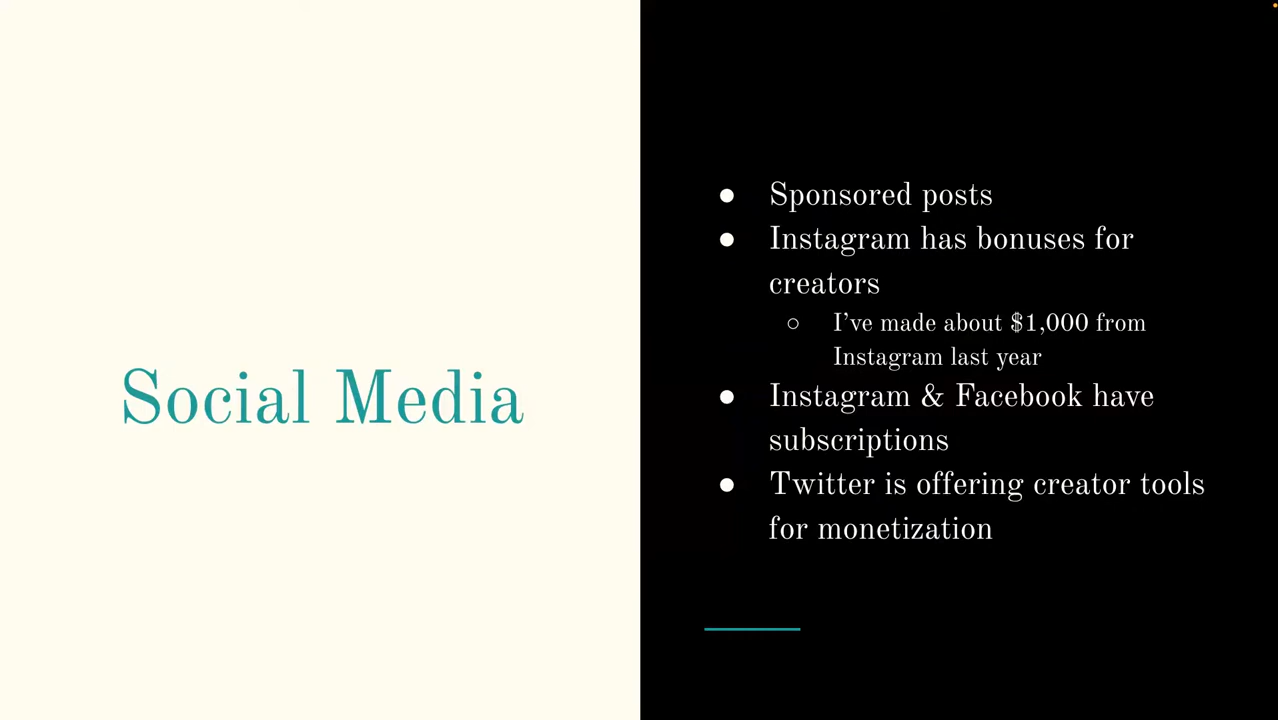 Social Media
● Sponsored posts
● Instagram has bonuses for
creators
○ I've made about $1,000 from
Instagram last year
● Instagram & Facebook have
subscriptions
● Twitter is offering creator tools
for monetization